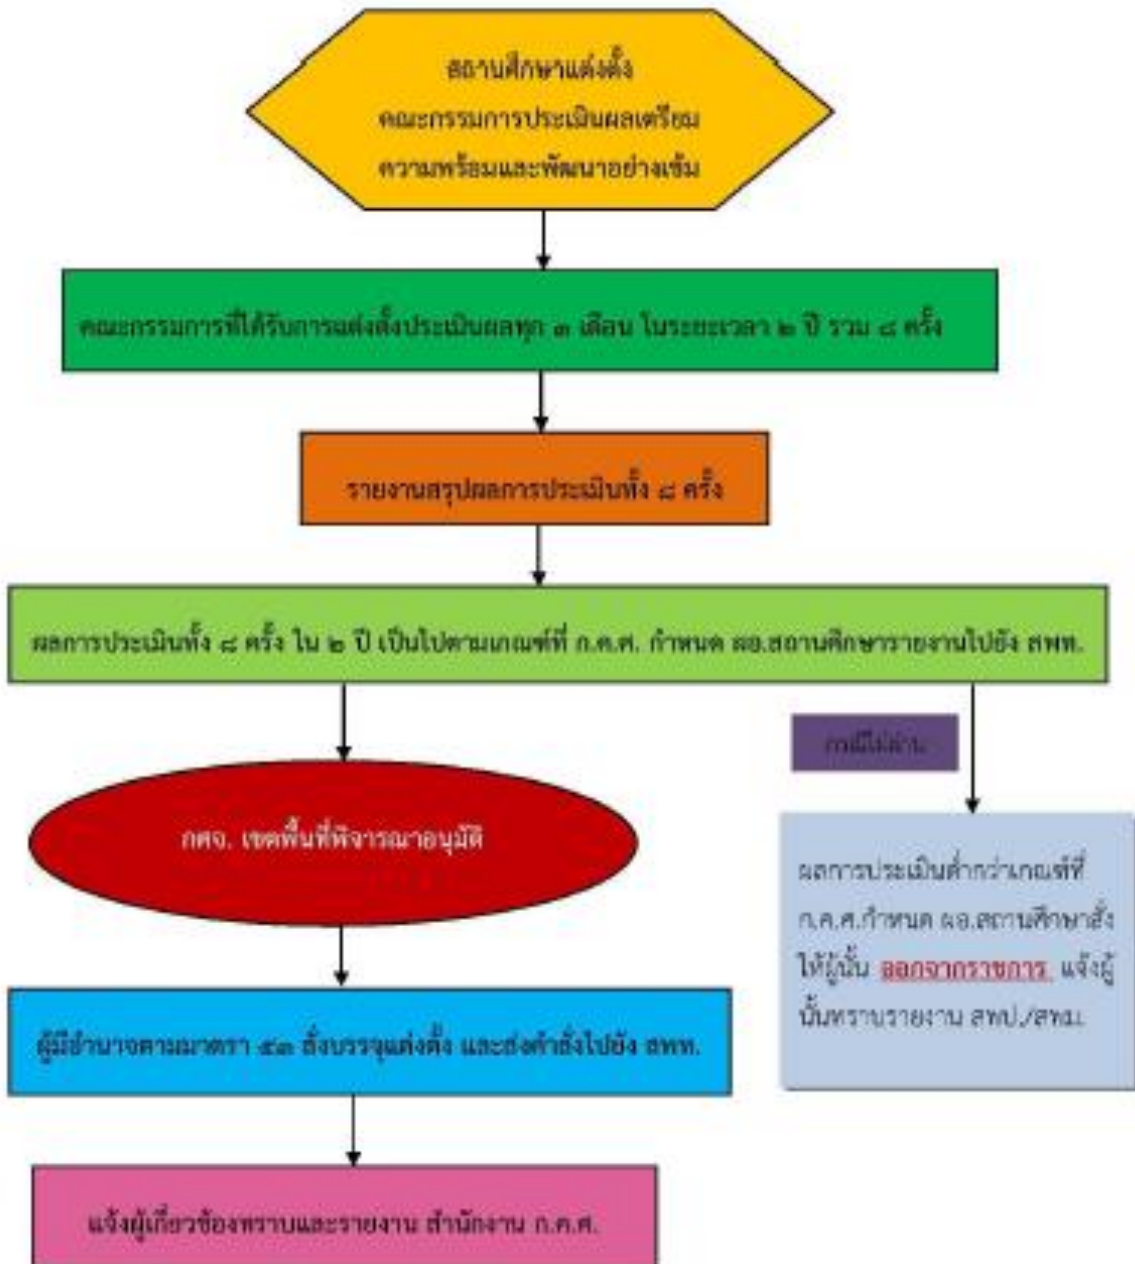 สถานศึกษาแต่งตั้ง
คณะกรรมการประเมินผลเตรียม
ความพร้อมและพัฒนาอย่างเข้ม
คณะกรรมการที่ได้รับการแต่งตั้งประเมินผลทุก ๓ เดือน ในระยะเวลา ๒ ปี รวม ๘ ครั้ง
รายงานสรุปผลการประเมินทั้ง ๘ ครั้ง
ผลการประเมินทั้ง ๘ ครั้ง ใน ๒ ปี เป็นไปตามเกณฑ์ที่ ก.ค.ศ. กำหนด ผอ.สถานศึกษารายงานไปยัง สพท.
กรณีไม่ผ่าน
กศจ. เขตพื้นที่พิจารณาอนุมัติ
ผลการประเมินต่ำกว่าเกณฑ์ที่
ก.ค.ศ.กำหนด ผอ.สถานศึกษาสั่ง
ให้ผู้นั้น ออกจากราชการ แจ้งผู้
นั้นทราบรายงาน สพป./สพม.
ผู้มีอำนาจตามมาตรา ๕๓ สั่งบรรจุแต่งตั้ง และส่งคำสั่งไปยัง สพท.
แจ้งผู้เกี่ยวข้องทราบและรายงาน สำนักงาน ก.ค.ศ.